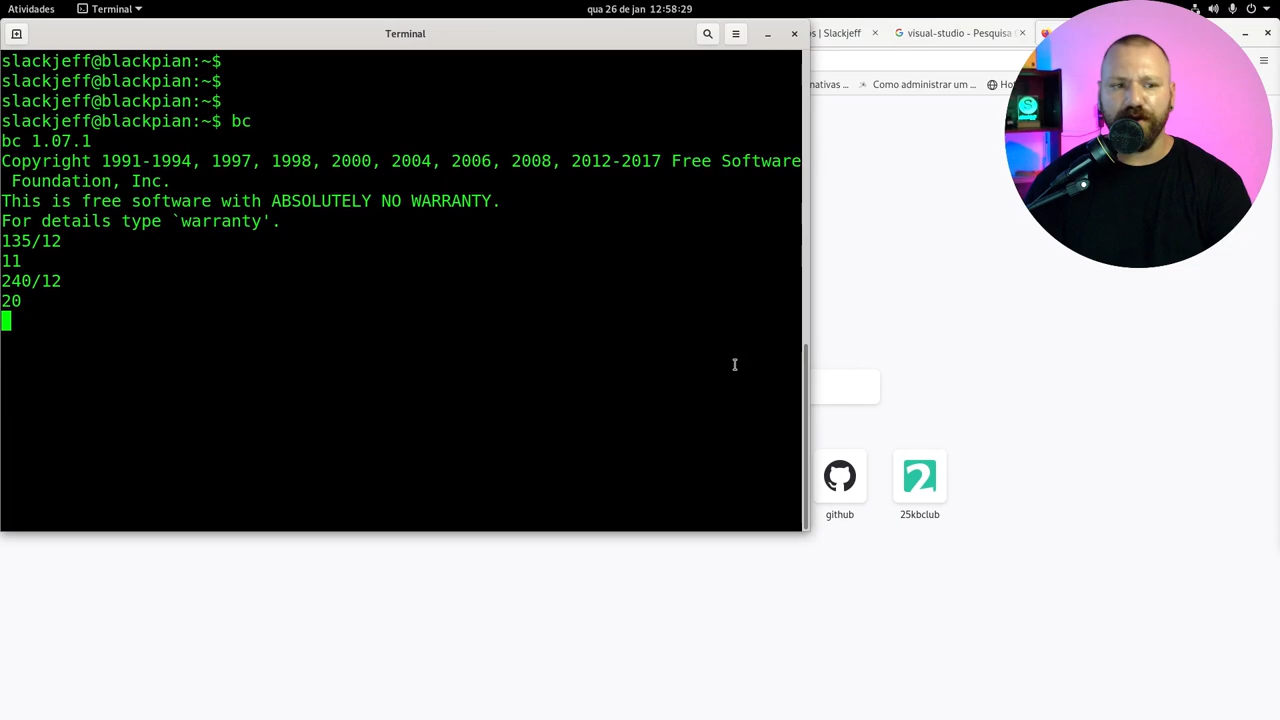 Atividades Terminal qua 26 de jan 12:58:29
Terminal
os | Slackjeff visual-studio - Pesquisa
nativas … Como administrar um … Ho
slackjeff@blackpian:~$
slackjeff@blackpian:~$
slackjeff@blackpian:~$
slackjeff@blackpian:~$ bc
bc 1.07.1
Copyright 1991-1994, 1997, 1998, 2000, 2004, 2006, 2008, 2012-2017 Free Software
Foundation, Inc.
This is free software with ABSOLUTELY NO WARRANTY.
For details type `warranty'.
135/12
11
240/12
20
github 25kbclub